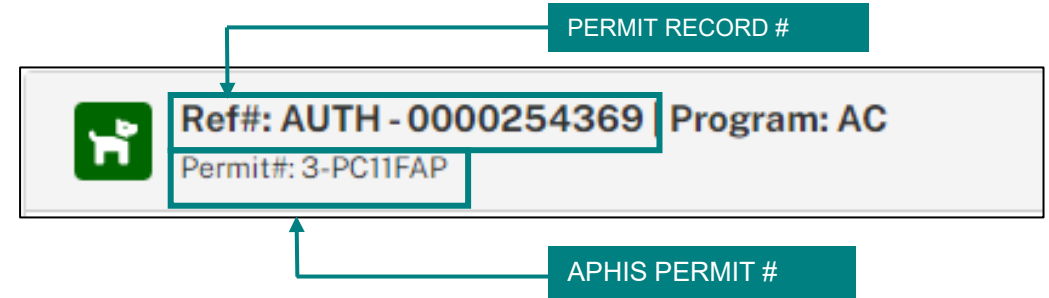 PERMIT RECORD #
Ref#: AUTH - 0000254369 | Program: AC
Permit#: 3-PC11FAP
APHIS PERMIT #